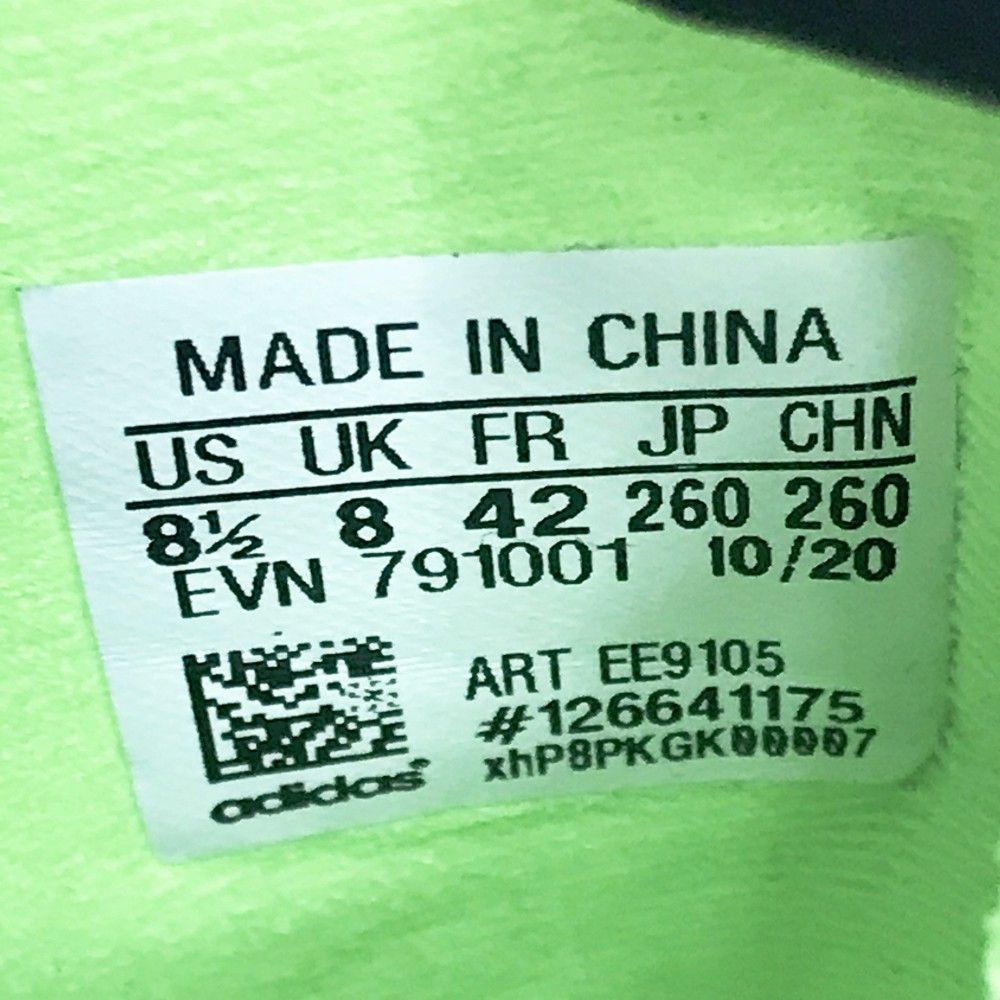 MADE IN CHINA
US UK FR JP CHN
8½ 8 42 260 260
EVN 791001 10/20
ART EE9105
#126641175
xhP8PKGK00007
adidas